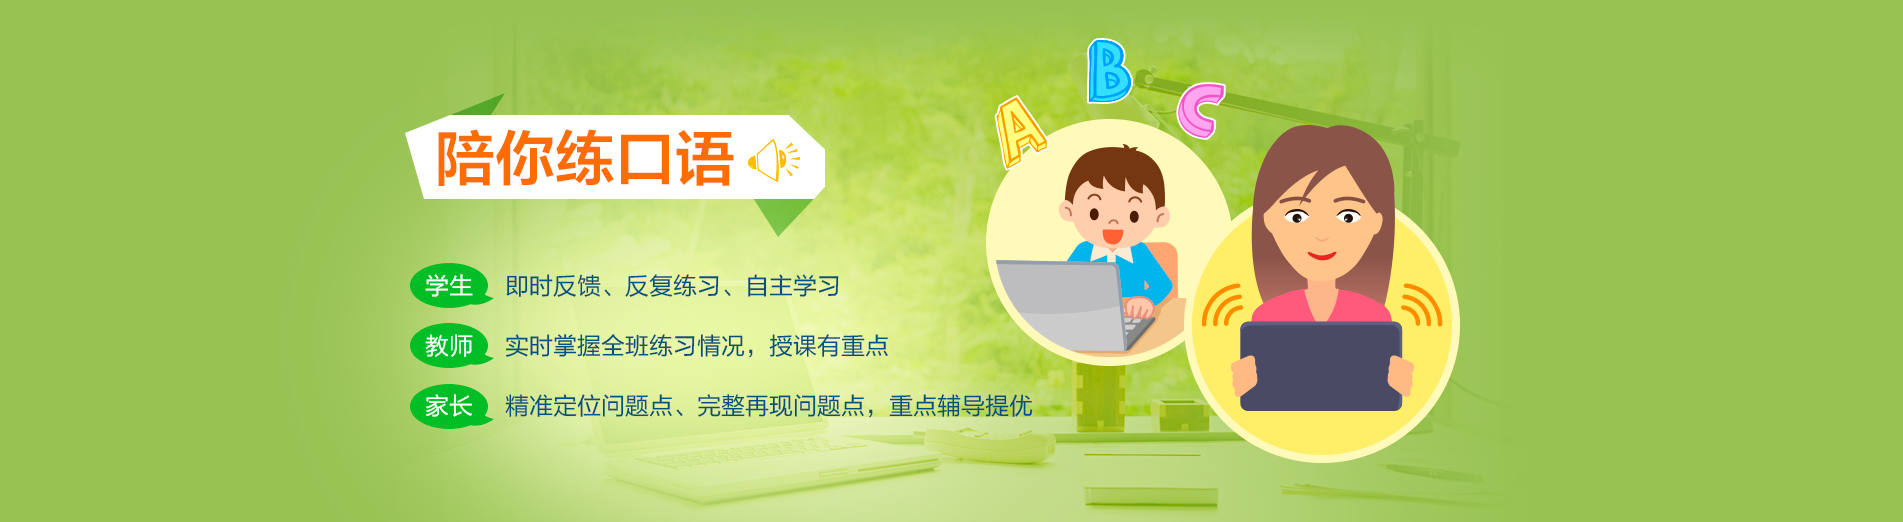 A B C
陪你练口语
学生 即时反馈、反复练习、自主学习
教师 实时掌握全班练习情况，授课有重点
家长 精准定位问题点、完整再现问题点，重点辅导提优